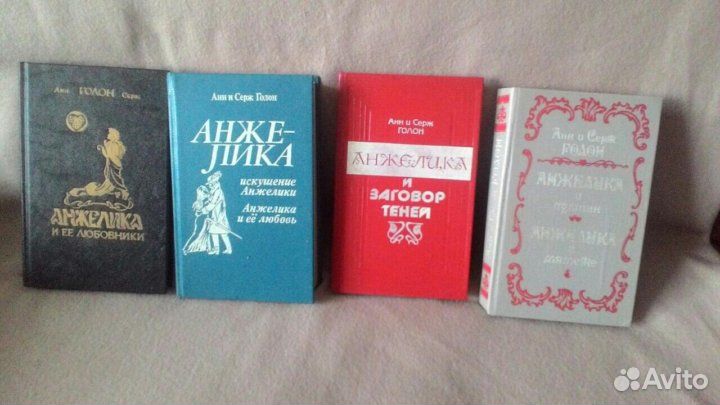 Анн ГОЛОН Серж
АНЖЕЛИКА
И ЕЕ ЛЮБОВНИКИ
Анн и Серж Голон
АНЖЕ-
ЛИКА
искушение
Анжелики
Анжелика
и её любовь
Анн и Серж
ГОЛОН
АНЖЕЛИКА
И
ЗАГОВОР
ТЕНЕЙ
ГОЛОН
Анн и Серж
ГОЛОН
АНЖЕЛИКА
АНЖЕЛИКА
Avito